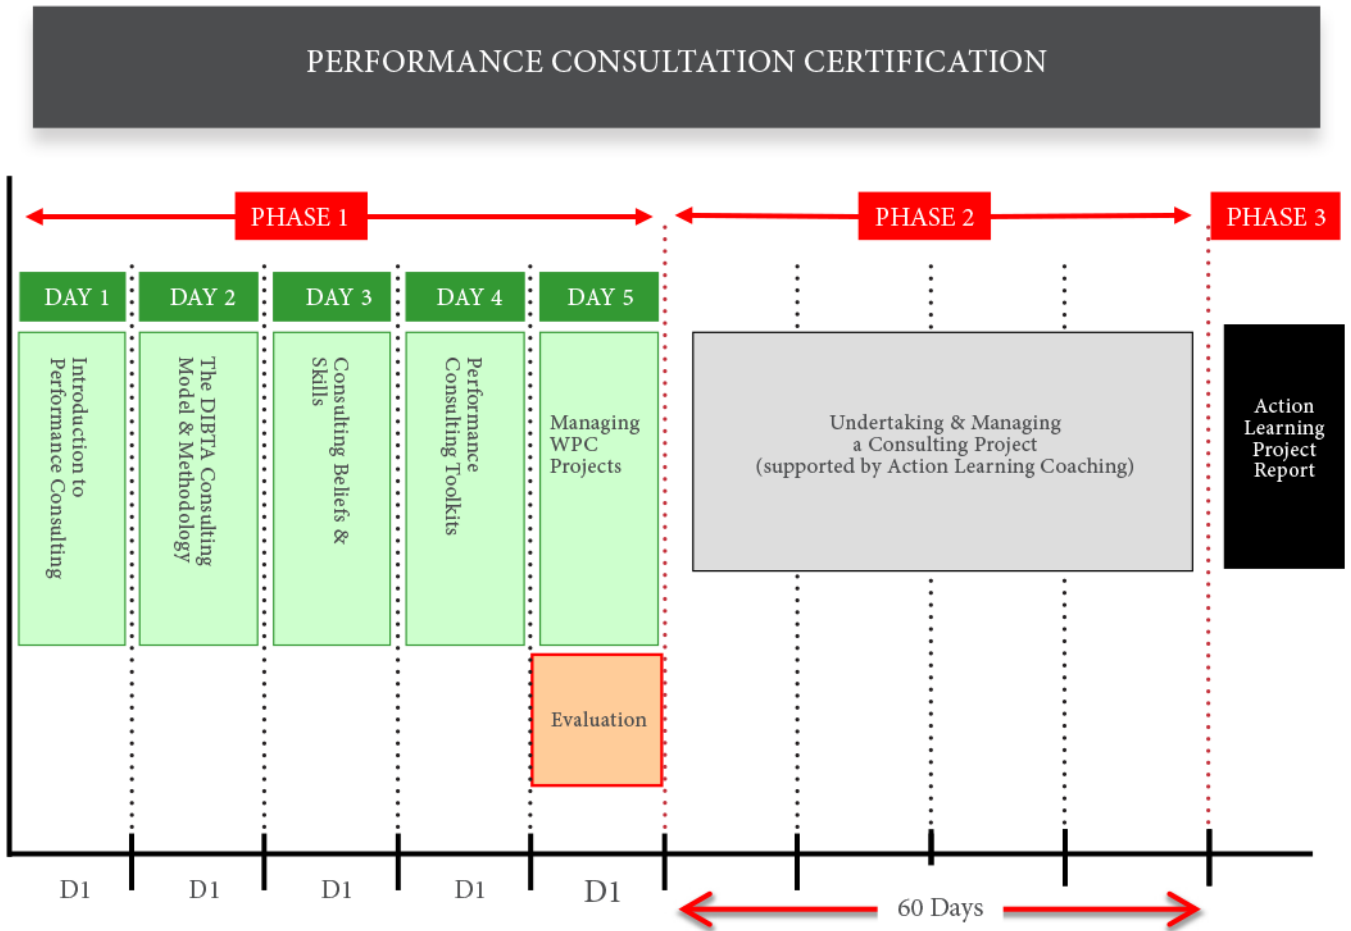 PERFORMANCE CONSULTATION CERTIFICATION
PHASE 1
PHASE 2
PHASE 3
DAY 1
DAY 2
DAY 3
DAY 4
DAY 5
Introduction to
Performance Consulting
The DIBTA Consulting
Model & Methodology
Consulting Beliefs &
Skills
Performance
Consulting Toolkits
Managing
WPC
Projects
Undertaking & Managing
a Consulting Project
(supported by Action Learning Coaching)
Action
Learning
Project
Report
Evaluation
D1
D1
D1
D1
D1
60 Days